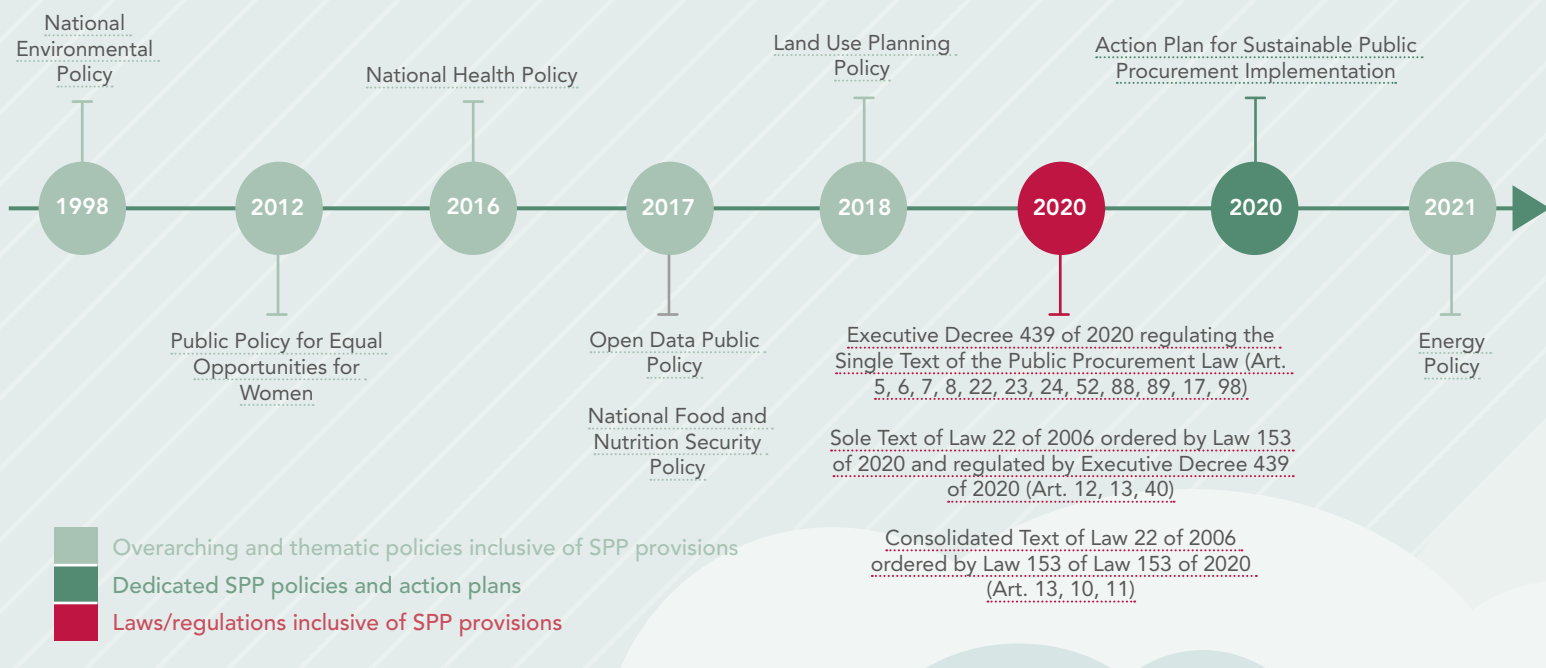 National
Environmental
Policy
National Health Policy
Land Use Planning
Policy
Action Plan for Sustainable Public
Procurement Implementation
1998
2012
2016
2017
2018
2020
2020
2021
Public Policy for Equal
Opportunities for
Women
Open Data Public
Policy
National Food and
Nutrition Security
Policy
Executive Decree 439 of 2020 regulating the
Single Text of the Public Procurement Law (Art.
5, 6, 7, 8, 22, 23, 24, 52, 88, 89, 17, 98)
Sole Text of Law 22 of 2006 ordered by Law 153
of 2020 and regulated by Executive Decree 439
of 2020 (Art. 12, 13, 40)
Consolidated Text of Law 22 of 2006
ordered by Law 153 of Law 153 of 2020
(Art. 13, 10, 11)
Energy
Policy
Overarching and thematic policies inclusive of SPP provisions
Dedicated SPP policies and action plans
Laws/regulations inclusive of SPP provisions